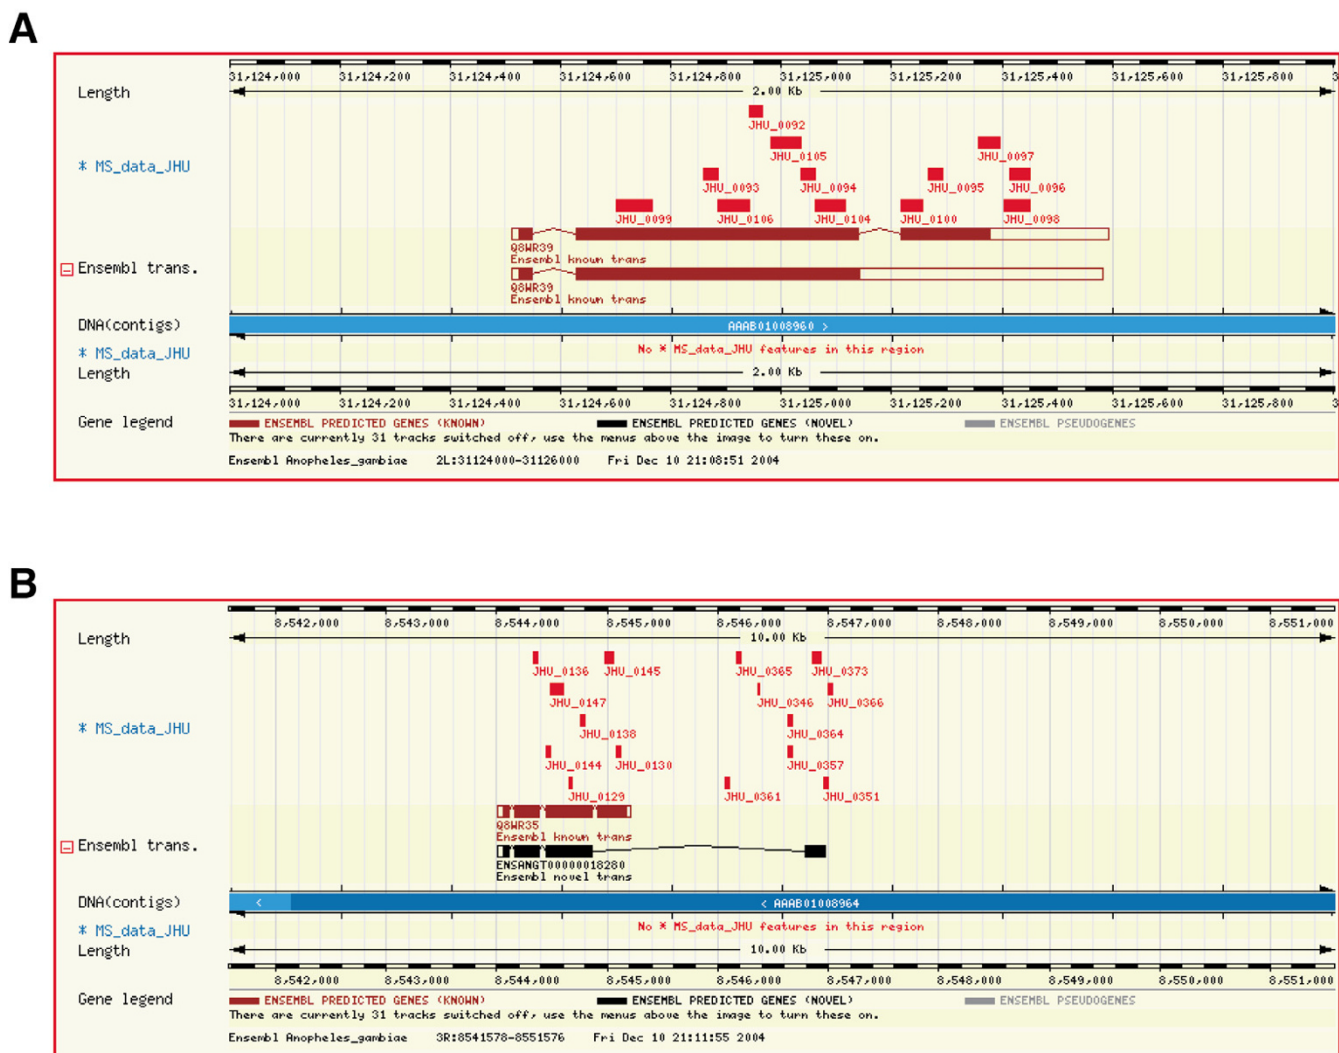 A
31,124,000 31,124,200 31,124,400 31,124,600 31,124,800 31,125,000 31,125,200 31,125,400 31,125,600 31,125,800 3
Length 2.00 Kb
JHU_0092
JHU_0105 JHU_0097
* MS_data_JHU
JHU_0093 JHU_0094 JHU_0095 JHU_0096
JHU_0099 JHU_0106 JHU_0104 JHU_0100 JHU_0098
Q8WR39
Ensembl known trans
Ensembl trans.
Q8WR39
Ensembl known trans
DNA(contigs) AAAB01008960 >
* MS_data_JHU No * MS_data_JHU features in this region
Length 2.00 Kb
31,124,000 31,124,200 31,124,400 31,124,600 31,124,800 31,125,000 31,125,200 31,125,400 31,125,600 31,125,800 3
Gene legend ENSEMBL PREDICTED GENES (KNOWN) ENSEMBL PREDICTED GENES (NOVEL) ENSEMBL PSEUDOGENES
There are currently 31 tracks switched off, use the menus above the image to turn these on.
Ensembl Anopheles_gambiae 2L:31124000-31126000 Fri Dec 10 21:08:51 2004
B
8,542,000 8,543,000 8,544,000 8,545,000 8,546,000 8,547,000 8,548,000 8,549,000 8,550,000 8,551,000
Length 10.00 Kb
JHU_0136 JHU_0145 JHU_0365 JHU_0373
JHU_0147 JHU_0346 JHU_0366
* MS_data_JHU
JHU_0138 JHU_0364
JHU_0144 JHU_0130 JHU_0357
JHU_0129 JHU_0361 JHU_0351
Q8WR35
Ensembl known trans
Ensembl trans.
ENSANGT00000018280
Ensembl novel trans
DNA(contigs) < < AAAB01008964
* MS_data_JHU No * MS_data_JHU features in this region
Length 10.00 Kb
8,542,000 8,543,000 8,544,000 8,545,000 8,546,000 8,547,000 8,548,000 8,549,000 8,550,000 8,551,000
Gene legend ENSEMBL PREDICTED GENES (KNOWN) ENSEMBL PREDICTED GENES (NOVEL) ENSEMBL PSEUDOGENES
There are currently 31 tracks switched off, use the menus above the image to turn these on.
Ensembl Anopheles_gambiae 3R:8541578-8551576 Fri Dec 10 21:11:55 2004